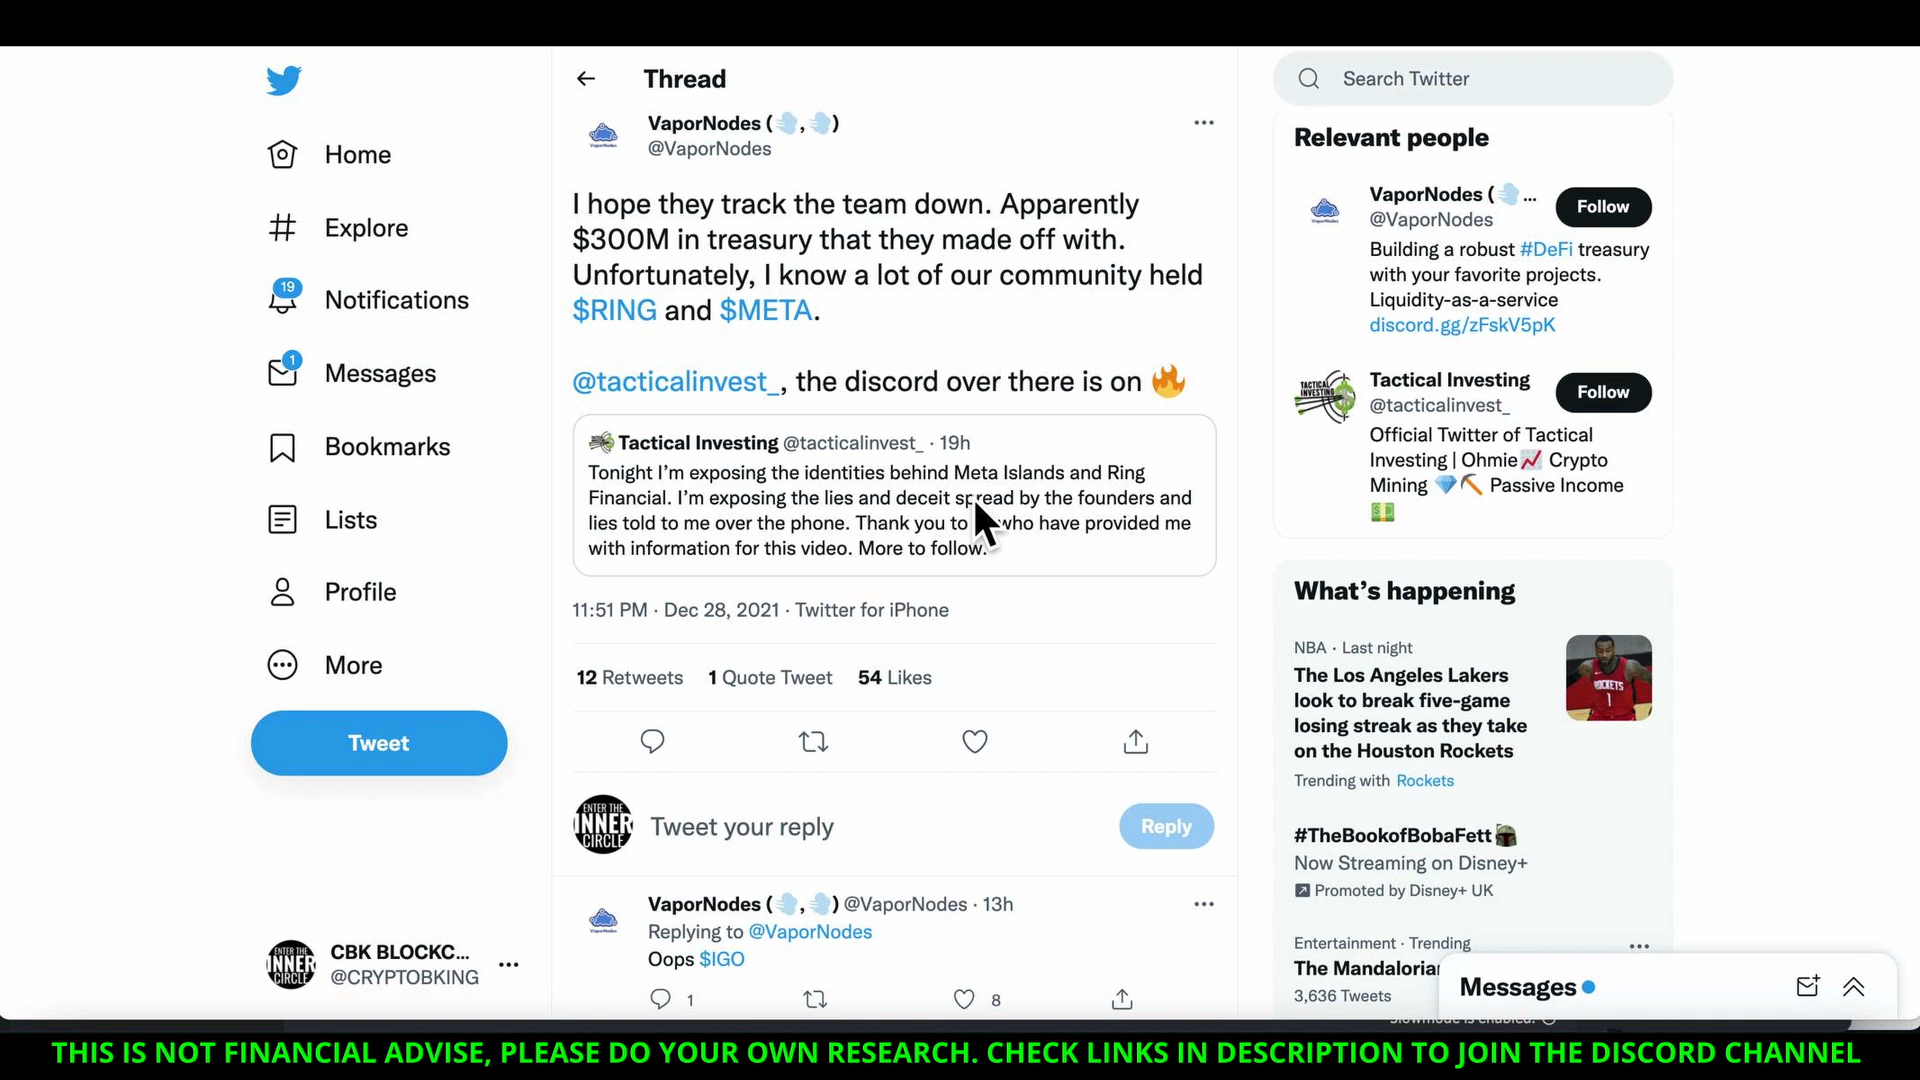 Thread
Search Twitter
VaporNodes (💨,💨)
@VaporNodes
Home
Explore
19
Notifications
1
Messages
Bookmarks
Lists
Profile
More
Tweet
CBK BLOCKC...
@CRYPTOBKING
I hope they track the team down. Apparently
$300M in treasury that they made off with.
Unfortunately, I know a lot of our community held
$RING and $META.
@tacticalinvest_, the discord over there is on 🔥
Tactical Investing @tacticalinvest_ · 19h
Tonight I'm exposing the identities behind Meta Islands and Ring
Financial. I'm exposing the lies and deceit spread by the founders and
lies told to me over the phone. Thank you to who have provided me
with information for this video. More to follow.
11:51 PM · Dec 28, 2021 · Twitter for iPhone
12 Retweets 1 Quote Tweet 54 Likes
ENTER THE
INNER
CIRCLE
Tweet your reply
Reply
VaporNodes (💨,💨) @VaporNodes · 13h
Replying to @VaporNodes
Oops $IGO
1
8
Relevant people
VaporNodes (💨 ...
@VaporNodes
Follow
Building a robust #DeFi treasury
with your favorite projects.
Liquidity-as-a-service
discord.gg/zFskV5pK
Tactical Investing
@tacticalinvest_
Follow
Official Twitter of Tactical
Investing | Ohmie📈 Crypto
Mining 💎⛏️ Passive Income
💵
What's happening
NBA · Last night
The Los Angeles Lakers
look to break five-game
losing streak as they take
on the Houston Rockets
Trending with Rockets
ROCKETS
1
#TheBookofBobaFett
Now Streaming on Disney+
Promoted by Disney+ UK
Entertainment · Trending
The Mandaloria
3,636 Tweets
Messages
THIS IS NOT FINANCIAL ADVISE, PLEASE DO YOUR OWN RESEARCH. CHECK LINKS IN DESCRIPTION TO JOIN THE DISCORD CHANNEL